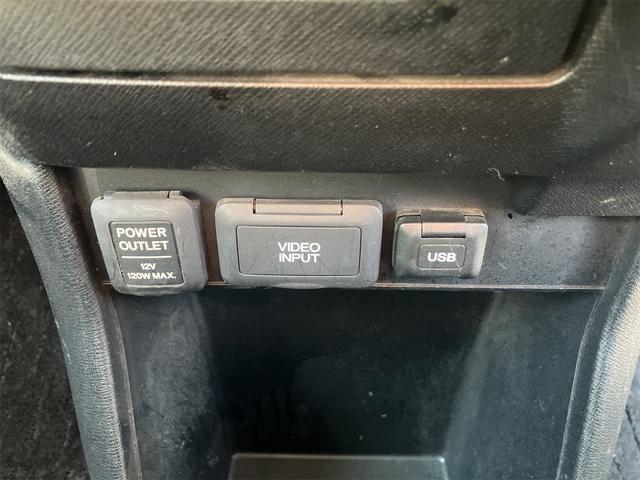 POWER
OUTLET
12V
120W MAX.
VIDEO
INPUT
USB